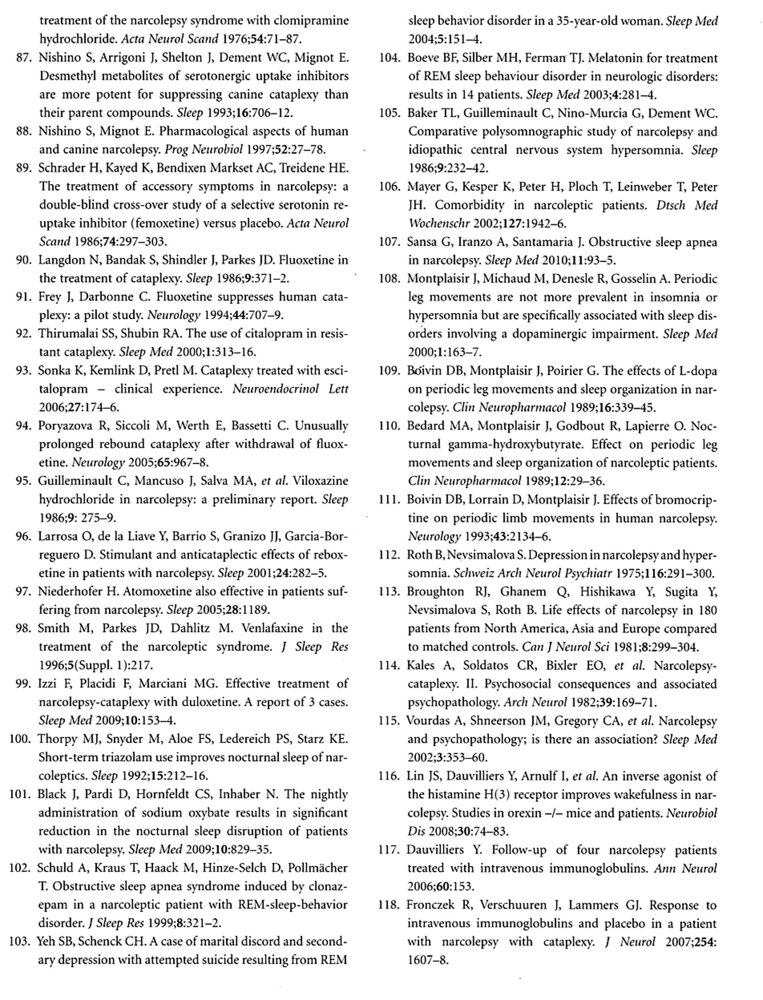 treatment of the narcolepsy syndrome with clomipramine
hydrochloride. Acta Neurol Scand 1976;54:71–87.
87. Nishino S, Arrigoni J, Shelton J, Dement WC, Mignot E.
Desmethyl metabolites of serotonergic uptake inhibitors
are more potent for suppressing canine cataplexy than
their parent compounds. Sleep 1993;16:706–12.
88. Nishino S, Mignot E. Pharmacological aspects of human
and canine narcolepsy. Prog Neurobiol 1997;52:27–78.
89. Schrader H, Kayed K, Bendixen Markset AC, Treidene HE.
The treatment of accessory symptoms in narcolepsy: a
double-blind cross-over study of a selective serotonin re-
uptake inhibitor (femoxetine) versus placebo. Acta Neurol
Scand 1986;74:297–303.
90. Langdon N, Bandak S, Shindler J, Parkes JD. Fluoxetine in
the treatment of cataplexy. Sleep 1986;9:371–2.
91. Frey J, Darbonne C. Fluoxetine suppresses human cata-
plexy: a pilot study. Neurology 1994;44:707–9.
92. Thirumalai SS, Shubin RA. The use of citalopram in resis-
tant cataplexy. Sleep Med 2000;1:313–16.
93. Sonka K, Kemlink D, Pretl M. Cataplexy treated with esci-
talopram – clinical experience. Neuroendocrinol Lett
2006;27:174–6.
94. Poryazova R, Siccoli M, Werth E, Bassetti C. Unusually
prolonged rebound cataplexy after withdrawal of fluox-
etine. Neurology 2005;65:967–8.
95. Guilleminault C, Mancuso J, Salva MA, et al. Viloxazine
hydrochloride in narcolepsy: a preliminary report. Sleep
1986;9: 275–9.
96. Larrosa O, de la Liave Y, Barrio S, Granizo JJ, Garcia-Bor-
reguero D. Stimulant and anticataplectic effects of rebox-
etine in patients with narcolepsy. Sleep 2001;24:282–5.
97. Niederhofer H. Atomoxetine also effective in patients suf-
fering from narcolepsy. Sleep 2005;28:1189.
98. Smith M, Parkes JD, Dahlitz M. Venlafaxine in the
treatment of the narcoleptic syndrome. J Sleep Res
1996;5(Suppl. 1):217.
99. Izzi F, Placidi F, Marciani MG. Effective treatment of
narcolepsy-cataplexy with duloxetine. A report of 3 cases.
Sleep Med 2009;10:153–4.
100. Thorpy MJ, Snyder M, Aloe FS, Ledereich PS, Starz KE.
Short-term triazolam use improves nocturnal sleep of nar-
coleptics. Sleep 1992;15:212–16.
101. Black J, Pardi D, Hornfeldt CS, Inhaber N. The nightly
administration of sodium oxybate results in significant
reduction in the nocturnal sleep disruption of patients
with narcolepsy. Sleep Med 2009;10:829–35.
102. Schuld A, Kraus T, Haack M, Hinze-Selch D, Pollmächer
T. Obstructive sleep apnea syndrome induced by clonaz-
epam in a narcoleptic patient with REM-sleep-behavior
disorder. J Sleep Res 1999;8:321–2.
103. Yeh SB, Schenck CH. A case of marital discord and second-
ary depression with attempted suicide resulting from REM
sleep behavior disorder in a 35-year-old woman. Sleep Med
2004;5:151–4.
104. Boeve BF, Silber MH, Ferman TJ. Melatonin for treatment
of REM sleep behaviour disorder in neurologic disorders:
results in 14 patients. Sleep Med 2003;4:281–4.
105. Baker TL, Guilleminault C, Nino-Murcia G, Dement WC.
Comparative polysomnographic study of narcolepsy and
idiopathic central nervous system hypersomnia. Sleep
1986;9:232–42.
106. Mayer G, Kesper K, Peter H, Ploch T, Leinweber T, Peter
JH. Comorbidity in narcoleptic patients. Dtsch Med
Wochenschr 2002;127:1942–6.
107. Sansa G, Iranzo A, Santamaria J. Obstructive sleep apnea
in narcolepsy. Sleep Med 2010;11:93–5.
108. Montplaisir J, Michaud M, Denesle R, Gosselin A. Periodic
leg movements are not more prevalent in insomnia or
hypersomnia but are specifically associated with sleep dis-
orders involving a dopaminergic impairment. Sleep Med
2000;1:163–7.
109. Boivin DB, Montplaisir J, Poirier G. The effects of L-dopa
on periodic leg movements and sleep organization in nar-
colepsy. Clin Neuropharmacol 1989;16:339–45.
110. Bedard MA, Montplaisir J, Godbout R, Lapierre O. Noc-
turnal gamma-hydroxybutyrate. Effect on periodic leg
movements and sleep organization of narcoleptic patients.
Clin Neuropharmacol 1989;12:29–36.
111. Boivin DB, Lorrain D, Montplaisir J. Effects of bromocrip-
tine on periodic limb movements in human narcolepsy.
Neurology 1993;43:2134–6.
112. Roth B, Nevsimalova S. Depression in narcolepsy and hyper-
somnia. Schweiz Arch Neurol Psychiatr 1975;116:291–300.
113. Broughton RJ, Ghanem Q, Hishikawa Y, Sugita Y,
Nevsimalova S, Roth B. Life effects of narcolepsy in 180
patients from North America, Asia and Europe compared
to matched controls. Can J Neurol Sci 1981;8:299–304.
114. Kales A, Soldatos CR, Bixler EO, et al. Narcolepsy-
cataplexy. II. Psychosocial consequences and associated
psychopathology. Arch Neurol 1982;39:169–71.
115. Vourdas A, Shneerson JM, Gregory CA, et al. Narcolepsy
and psychopathology; is there an association? Sleep Med
2002;3:353–60.
116. Lin JS, Dauvilliers Y, Arnulf I, et al. An inverse agonist of
the histamine H(3) receptor improves wakefulness in nar-
colepsy. Studies in orexin –/– mice and patients. Neurobiol
Dis 2008;30:74–83.
117. Dauvilliers Y. Follow-up of four narcolepsy patients
treated with intravenous immunoglobulins. Ann Neurol
2006;60:153.
118. Fronczek R, Verschuuren J, Lammers GJ. Response to
intravenous immunoglobulins and placebo in a patient
with narcolepsy with cataplexy. J Neurol 2007;254:
1607–8.